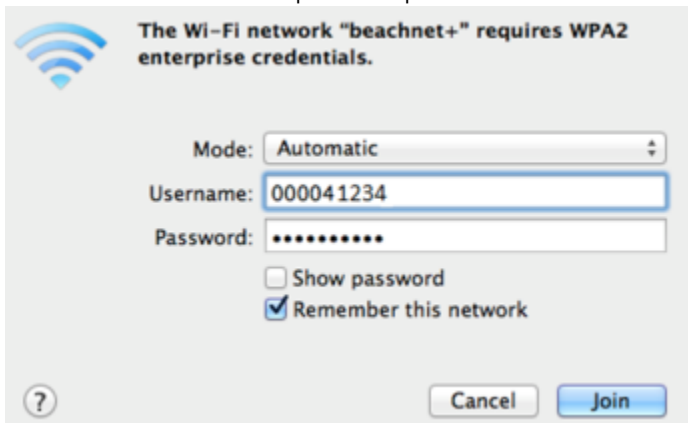 The Wi-Fi network “beachnet+” requires WPA2
enterprise credentials.
Mode: Automatic
Username: 000041234
Password: ••••••••••
Show password
Remember this network
? Cancel Join